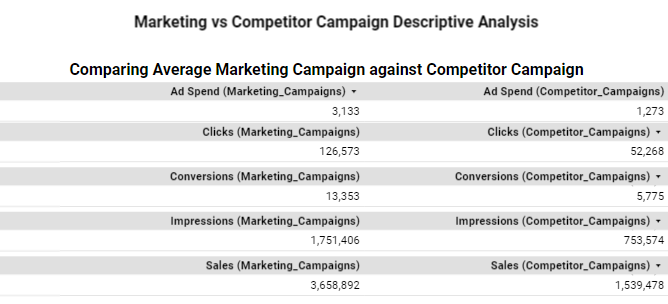 Marketing vs Competitor Campaign Descriptive Analysis
Comparing Average Marketing Campaign against Competitor Campaign
Ad Spend (Marketing_Campaigns) Ad Spend (Competitor_Campaigns)
3,133 1,273
Clicks (Marketing_Campaigns) Clicks (Competitor_Campaigns)
126,573 52,268
Conversions (Marketing_Campaigns) Conversions (Competitor_Campaigns)
13,353 5,775
Impressions (Marketing_Campaigns) Impressions (Competitor_Campaigns)
1,751,406 753,574
Sales (Marketing_Campaigns) Sales (Competitor_Campaigns)
3,658,892 1,539,478